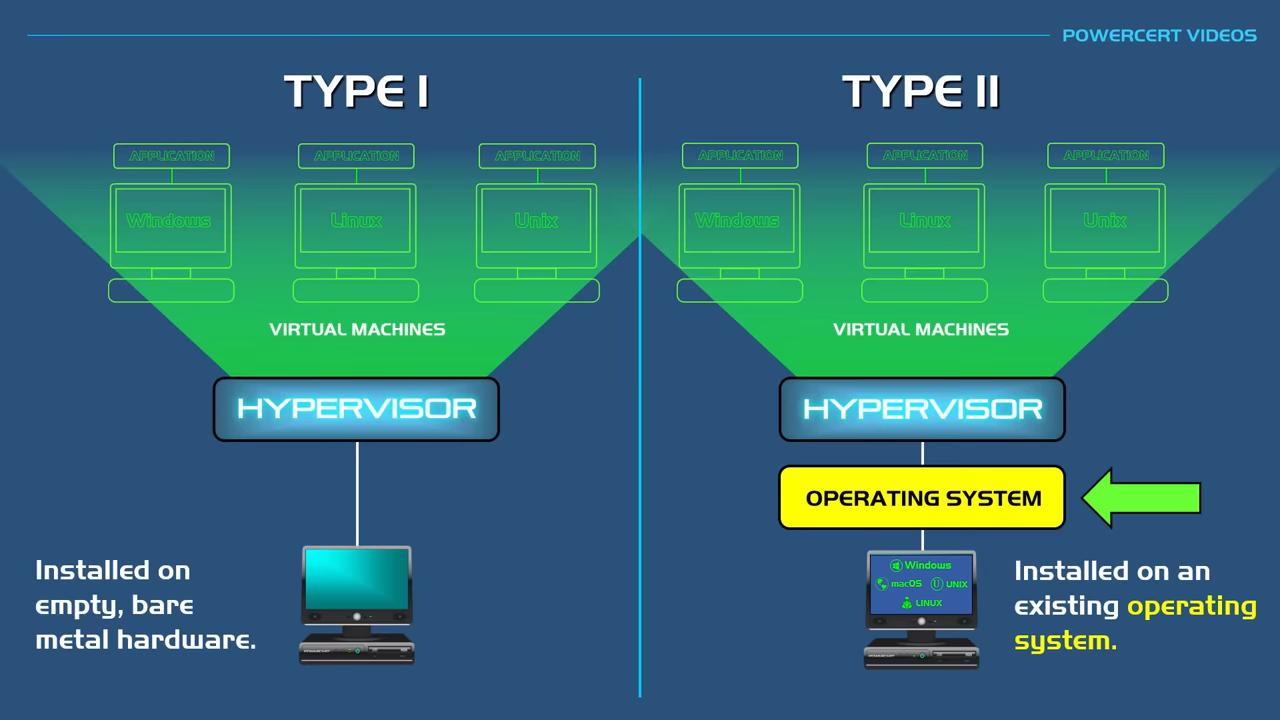 POWERCERT VIDEOS
TYPE I
APPLICATION APPLICATION APPLICATION
Windows Linux Unix
VIRTUAL MACHINES
HYPERVISOR
Installed on
empty, bare
metal hardware.
TYPE II
APPLICATION APPLICATION APPLICATION
Windows Linux Unix
VIRTUAL MACHINES
HYPERVISOR
OPERATING SYSTEM
Windows
macOS UNIX
LINUX
Installed on an
existing operating
system.